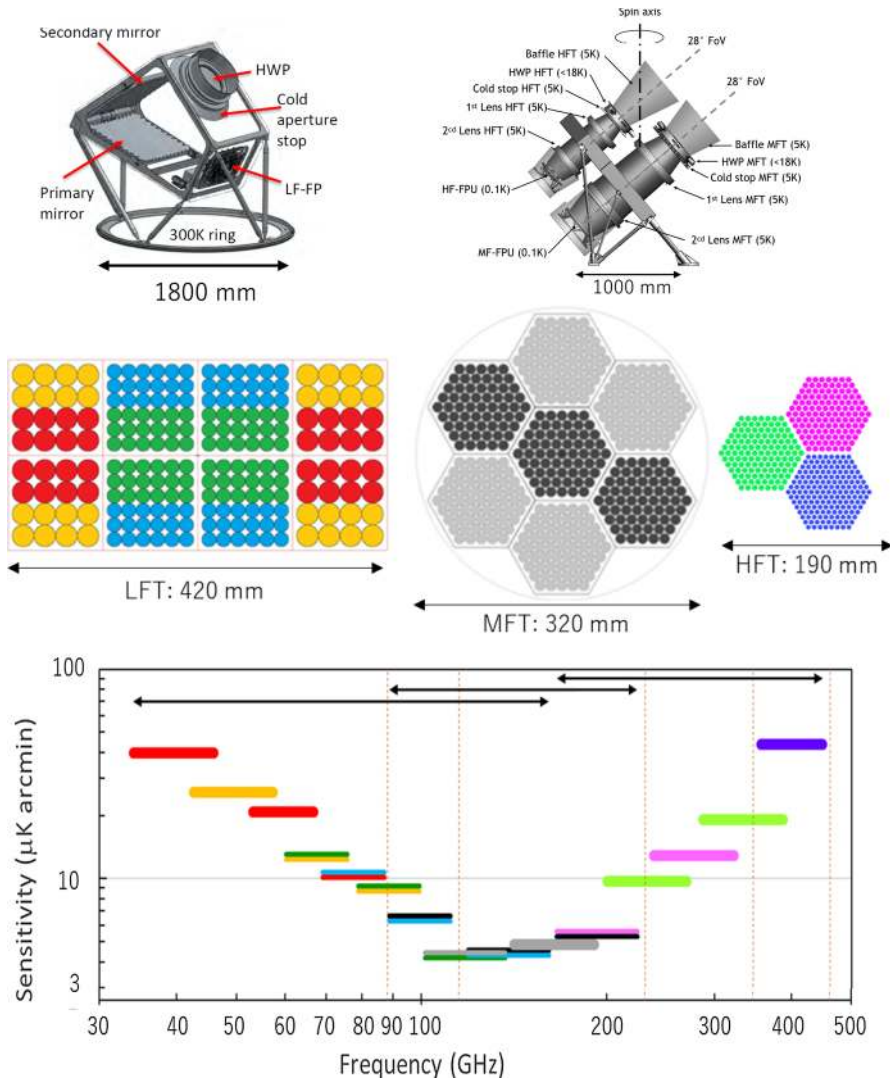 Secondary mirror
HWP
Cold
aperture
stop
LF-FP
Primary
mirror
300K ring
1800 mm
Spin axis
28° FoV
28° FoV
Baffle HFT (5K)
HWP HFT (<18K)
Cold stop HFT (5K)
1st Lens HFT (5K)
2cd Lens HFT (5K)
HF-FPU (0.1K)
MF-FPU (0.1K)
Baffle MFT (5K)
HWP MFT (<18K)
Cold stop MFT (5K)
1st Lens MFT (5K)
2cd Lens MFT (5K)
1000 mm
LFT: 420 mm
MFT: 320 mm
HFT: 190 mm
Sensitivity (μK arcmin)
100
10
3
30 40 50 60 70 80 90 100 200 300 400 500
Frequency (GHz)